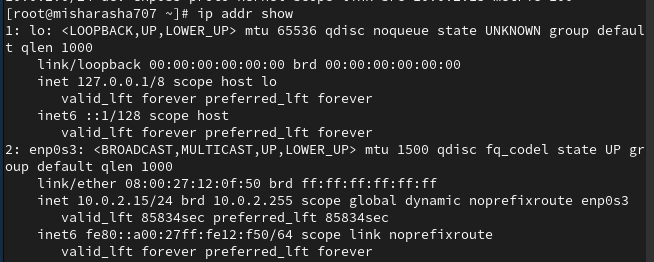 [root@misharasha707 ~]# ip addr show
1: lo: <LOOPBACK,UP,LOWER_UP> mtu 65536 qdisc noqueue state UNKNOWN group defaul
t qlen 1000
    link/loopback 00:00:00:00:00:00 brd 00:00:00:00:00:00
    inet 127.0.0.1/8 scope host lo
       valid_lft forever preferred_lft forever
    inet6 ::1/128 scope host
       valid_lft forever preferred_lft forever
2: enp0s3: <BROADCAST,MULTICAST,UP,LOWER_UP> mtu 1500 qdisc fq_codel state UP gr
oup default qlen 1000
    link/ether 08:00:27:12:0f:50 brd ff:ff:ff:ff:ff:ff
    inet 10.0.2.15/24 brd 10.0.2.255 scope global dynamic noprefixroute enp0s3
       valid_lft 85834sec preferred_lft 85834sec
    inet6 fe80::a00:27ff:fe12:f50/64 scope link noprefixroute
       valid_lft forever preferred_lft forever